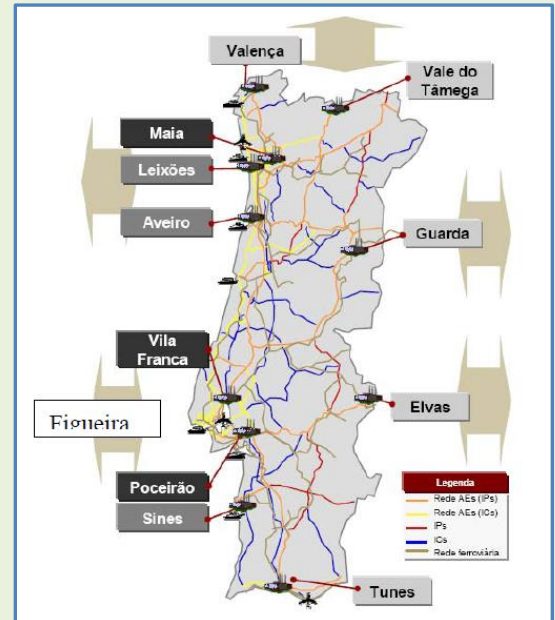 Valença
Vale do
Tâmega
Maia
Leixões
Aveiro
Guarda
Vila
Franca
Figueira
Elvas
Poceirão
Sines
Tunes
Legenda
Rede AEs (IPs)
Rede AEs (ICs)
IPs
ICs
Rede ferroviária